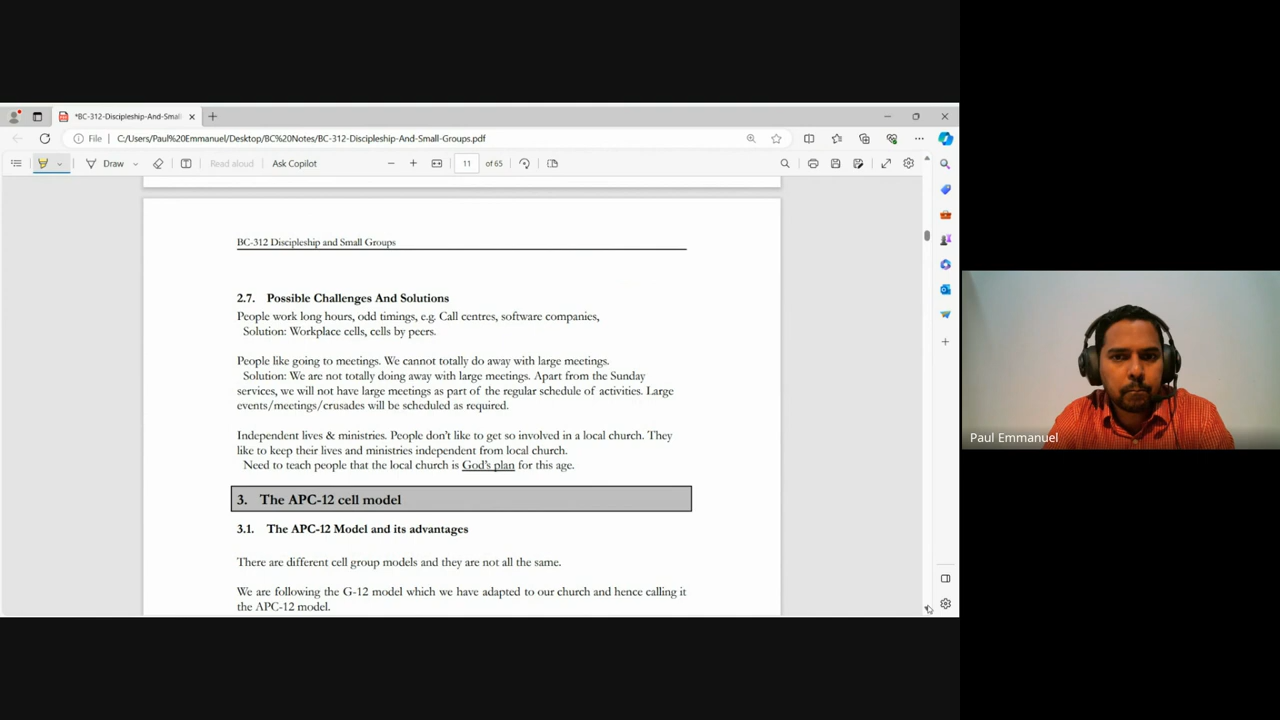 *BC-312-Discipleship-And-Small
File
C:/Users/Paul%20Emmanuel/Desktop/BC%20Notes/BC-312-Discipleship-And-Small-Groups.pdf
Draw
Read aloud
Ask Copilot
11
of 65
BC-312 Discipleship and Small Groups
2.7. Possible Challenges And Solutions
People work long hours, odd timings, e.g. Call centres, software companies,
Solution: Workplace cells, cells by peers.
People like going to meetings. We cannot totally do away with large meetings.
Solution: We are not totally doing away with large meetings. Apart from the Sunday
services, we will not have large meetings as part of the regular schedule of activities. Large
events/meetings/crusades will be scheduled as required.
Independent lives & ministries. People don't like to get so involved in a local church. They
like to keep their lives and ministries independent from local church.
Need to teach people that the local church is God's plan for this age.
3. The APC-12 cell model
3.1. The APC-12 Model and its advantages
There are different cell group models and they are not all the same.
We are following the G-12 model which we have adapted to our church and hence calling it
the APC-12 model.
Paul Emmanuel